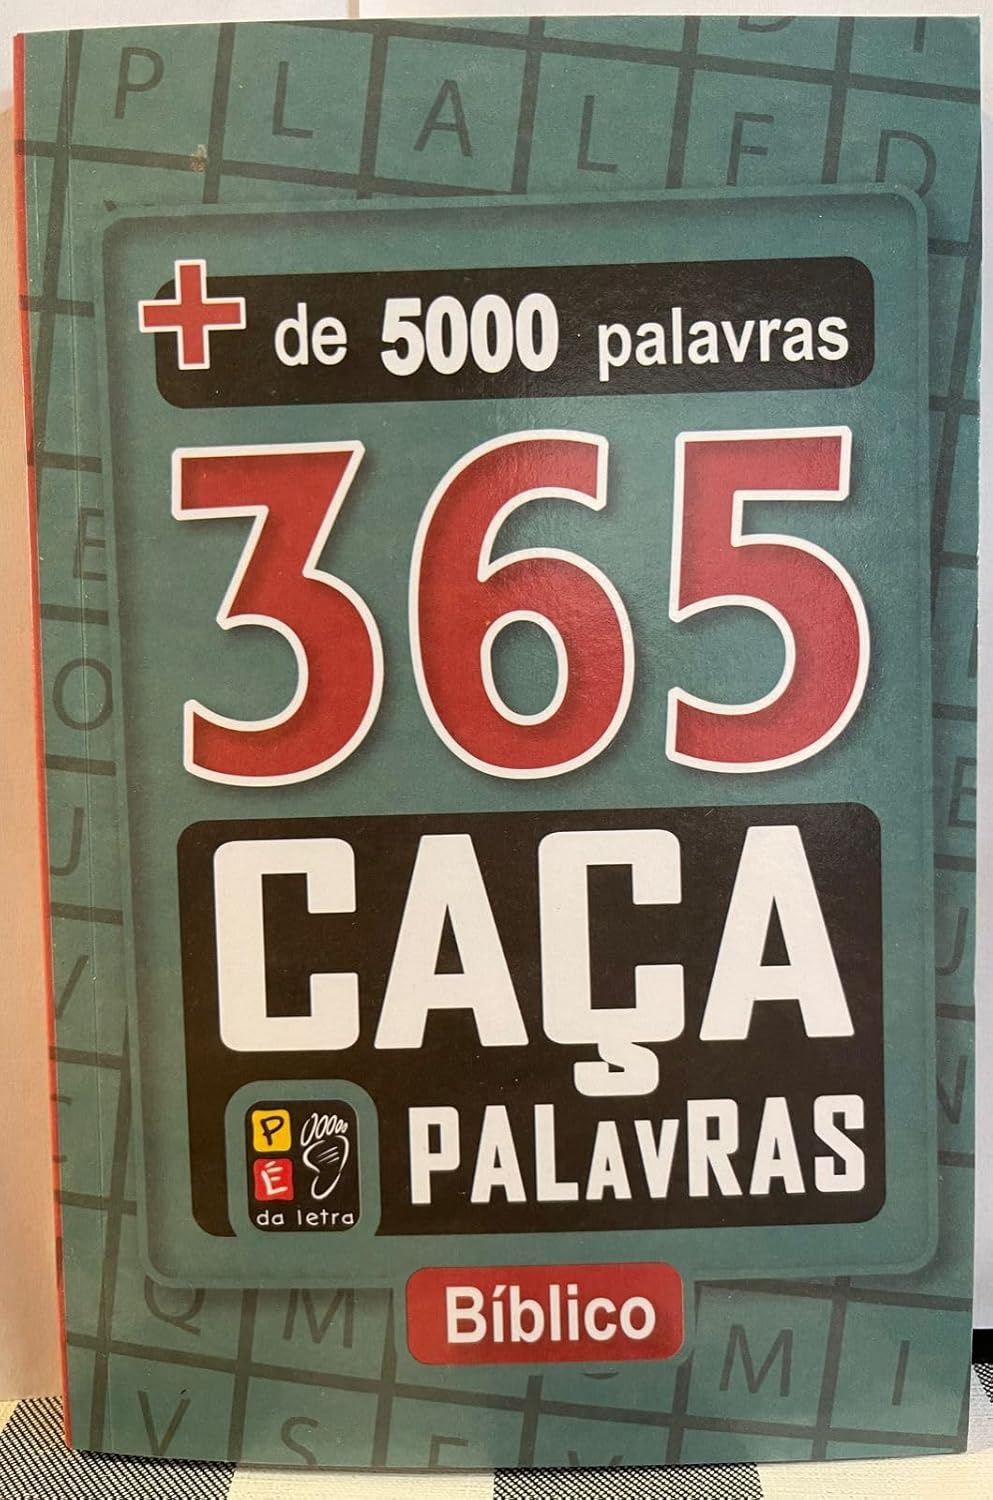 P L A L F D
+ de 5000 palavras
365
CAÇA
PALAVRAS
P
É
da letra
Bíblico
Q M M I
V S E V